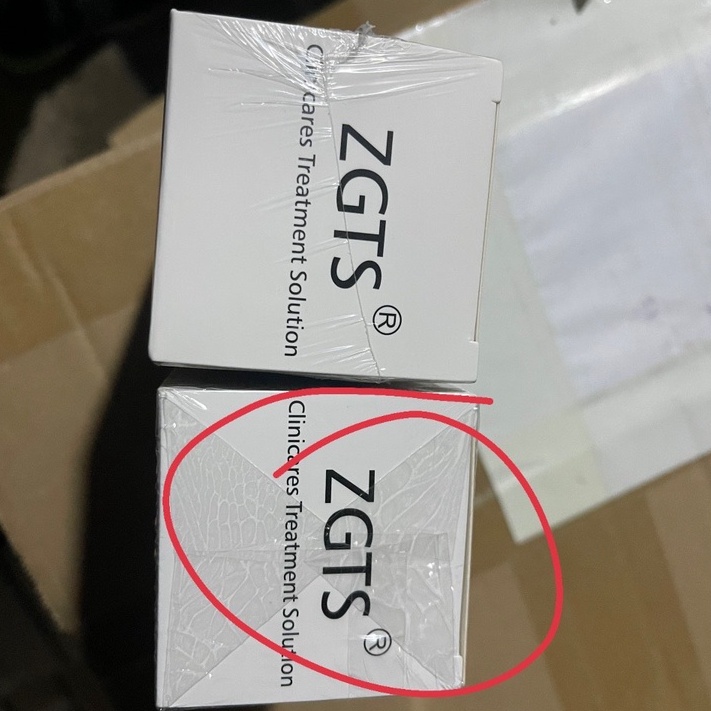 ZGTS®
Clinicares Treatment Solution
ZGTS®
Clinicares Treatment Solution